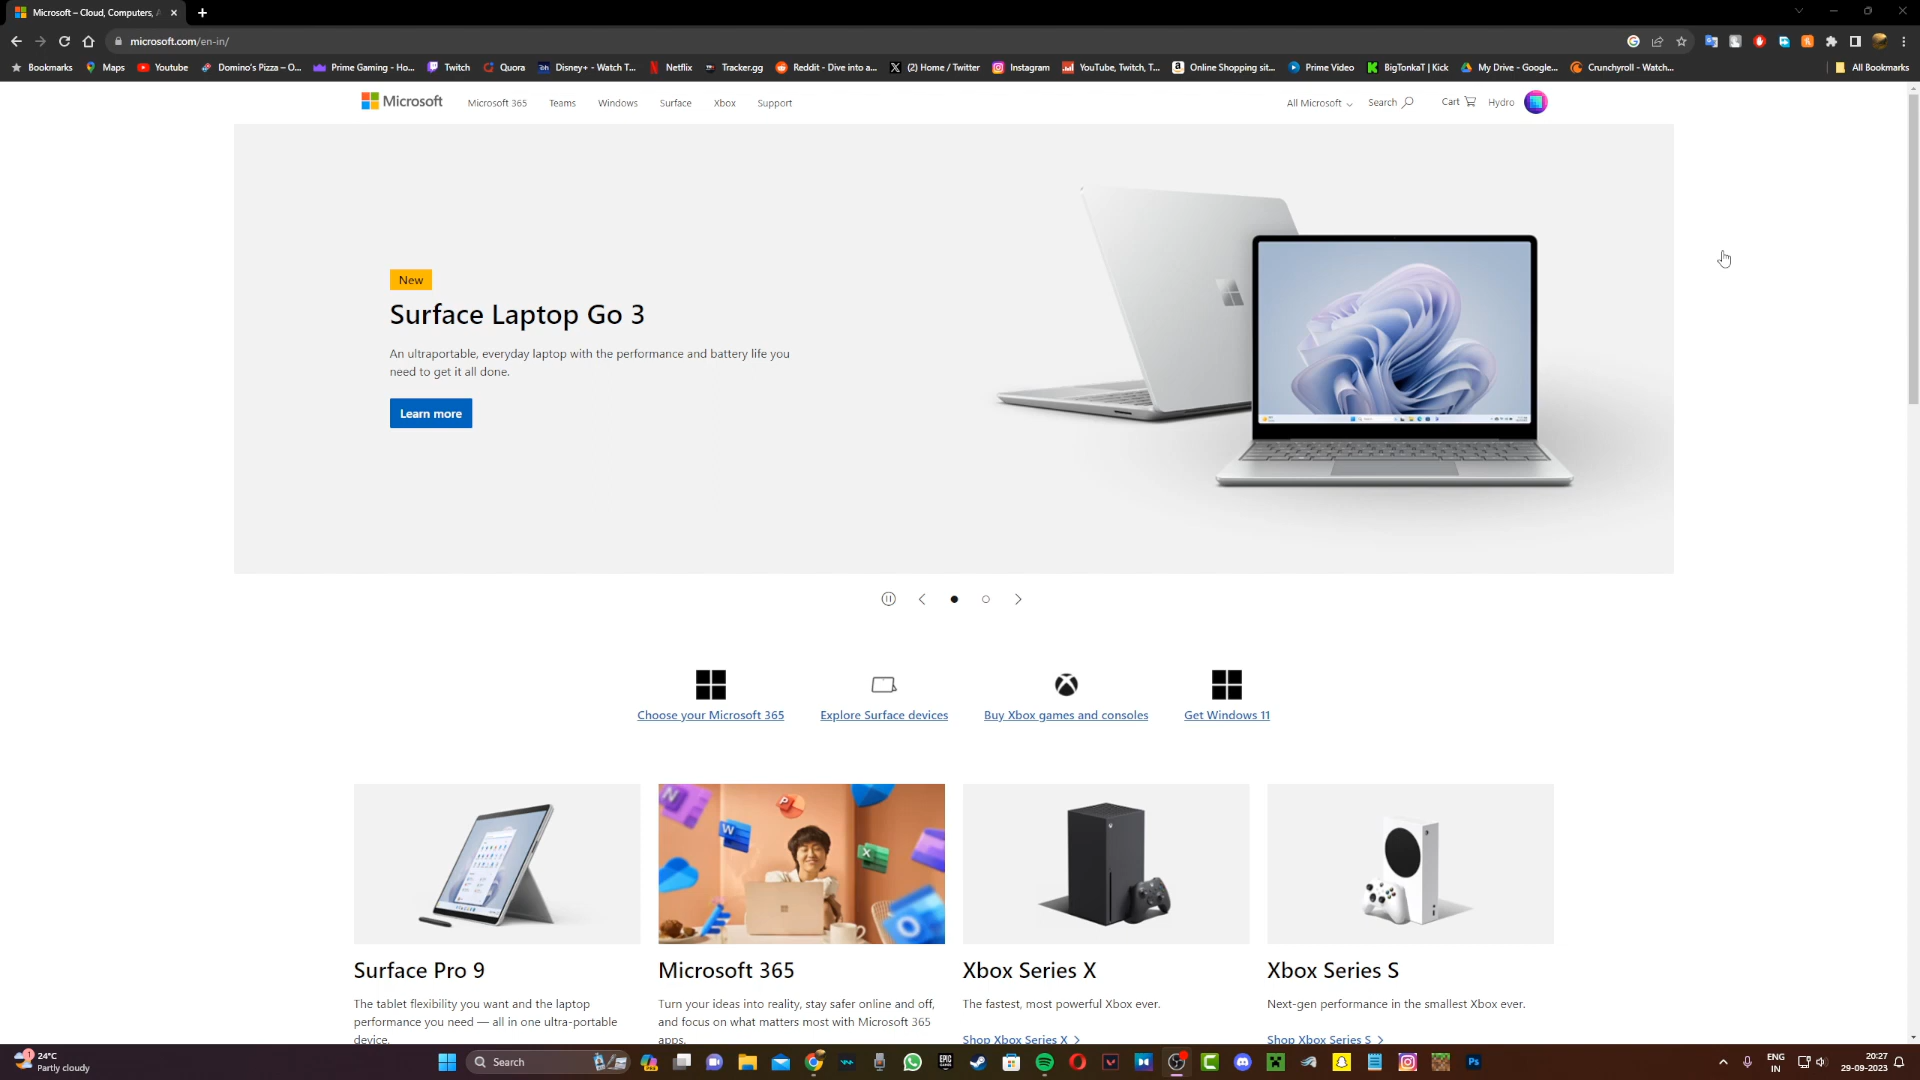 Microsoft – Cloud, Computers, A
microsoft.com/en-in/
Bookmarks
Maps
Youtube
Domino's Pizza – O...
Prime Gaming - Ho...
Twitch
Quora
Disney+ - Watch T...
Netflix
Tracker.gg
Reddit - Dive into a...
(2) Home / Twitter
Instagram
YouTube, Twitch, T...
Online Shopping sit...
Prime Video
BigTonkaT | Kick
My Drive - Google...
Crunchyroll - Watch...
All Bookmarks
Microsoft
Microsoft 365
Teams
Windows
Surface
Xbox
Support
All Microsoft
Search
Cart
Hydro
New
Surface Laptop Go 3
An ultraportable, everyday laptop with the performance and battery life you
need to get it all done.
Learn more
Choose your Microsoft 365
Explore Surface devices
Buy Xbox games and consoles
Get Windows 11
Surface Pro 9
The tablet flexibility you want and the laptop
performance you need — all in one ultra-portable
device.
Microsoft 365
Turn your ideas into reality, stay safer online and off,
and focus on what matters most with Microsoft 365
apps.
Xbox Series X
The fastest, most powerful Xbox ever.
Shop Xbox Series X
Xbox Series S
Next-gen performance in the smallest Xbox ever.
Shop Xbox Series S
24°C
Partly cloudy
Search
ENG
IN
20:27
29-09-2023